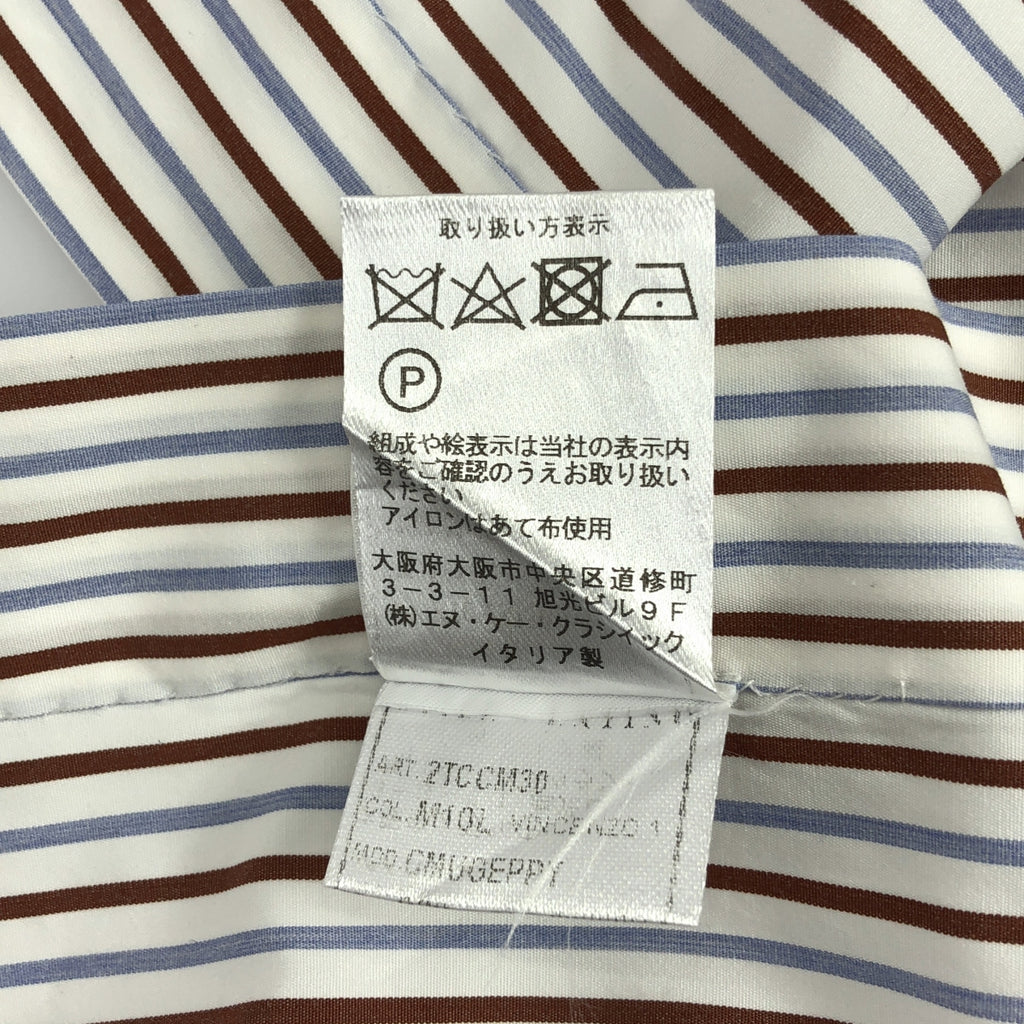 取り扱い方表示
P
組成や絵表示は当社の表示内
容をご確認のうえお取り扱い
ください
アイロンはあて布使用
大阪府大阪市中央区道修町
3-3-11 旭光ビル9F
(株)エヌ・ケー・クラシィック
イタリア製
ART.2TCCM30
COL.M10L VINCENZO 1
MOD.CMUGEPPY